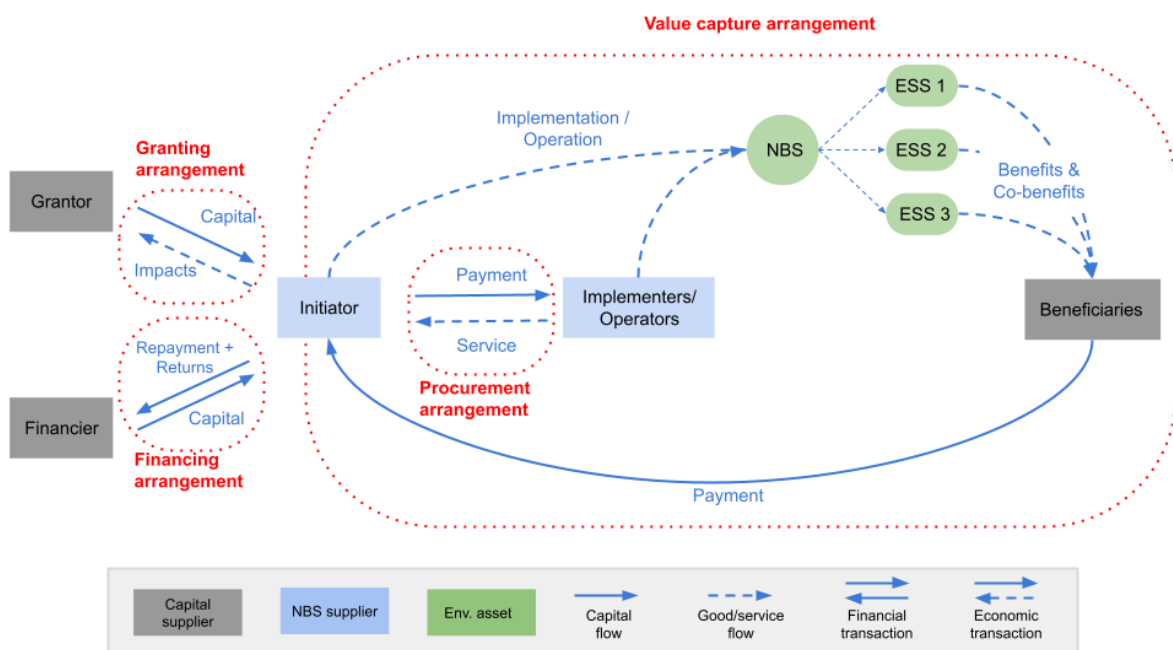 Value capture arrangement
Granting
arrangement
Grantor
Capital
Impacts
Implementation /
Operation
NBS
ESS 1
ESS 2
ESS 3
Benefits &
Co-benefits
Initiator
Payment
Service
Implementers/
Operators
Beneficiaries
Procurement
arrangement
Repayment +
Returns
Capital
Financier
Financing
arrangement
Payment
Capital
supplier
NBS supplier
Env. asset
Capital
flow
Good/service
flow
Financial
transaction
Economic
transaction